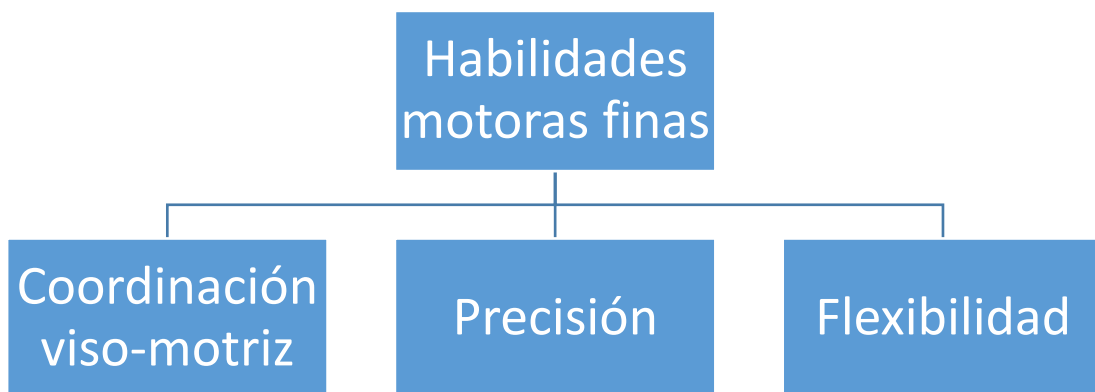 Habilidades
motoras finas
Coordinación
viso-motriz
Precisión
Flexibilidad